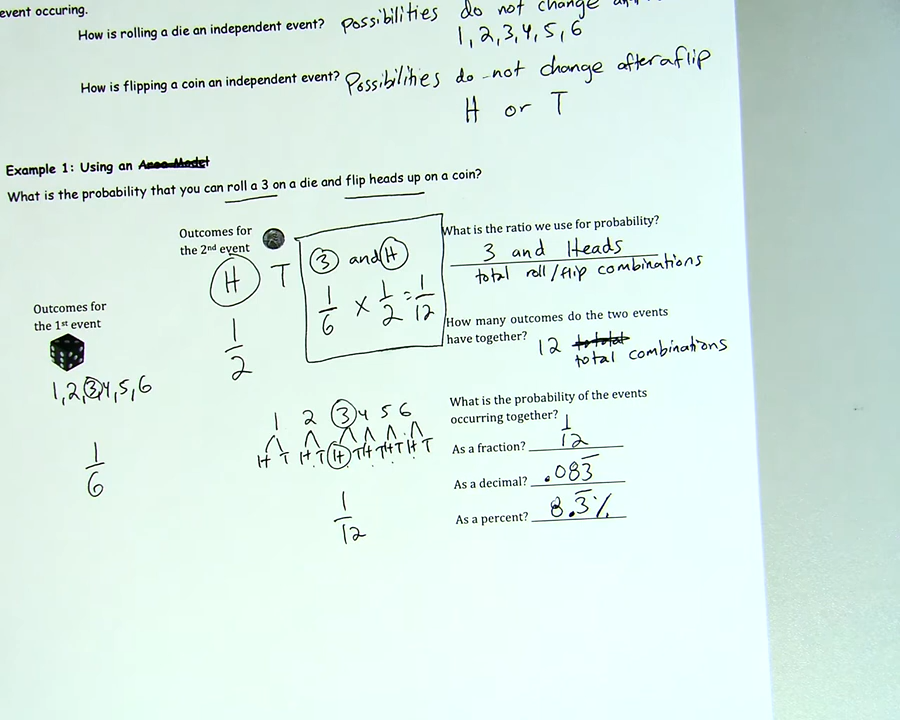 event occuring.
How is rolling a die an independent event? possibilities do not change
1, 2, 3, 4, 5, 6
How is flipping a coin an independent event? Possibilities do not change after a flip
H or T
Example 1: Using an Area Model
What is the probability that you can roll a 3 on a die and flip heads up on a coin?
Outcomes for
the 2nd event
H T
1/2
3 and H
1/6 x 1/2 = 1/12
What is the ratio we use for probability?
3 and Heads
total roll/flip combinations
Outcomes for
the 1st event
1, 2, 3, 4, 5, 6
1/6
How many outcomes do the two events
have together? 12 total combinations
1 2 3 4 5 6
H T H T H T H T H T H T
1/12
What is the probability of the events
occurring together?
As a fraction? 1/12
As a decimal? .083̅
As a percent? 8.3̅%